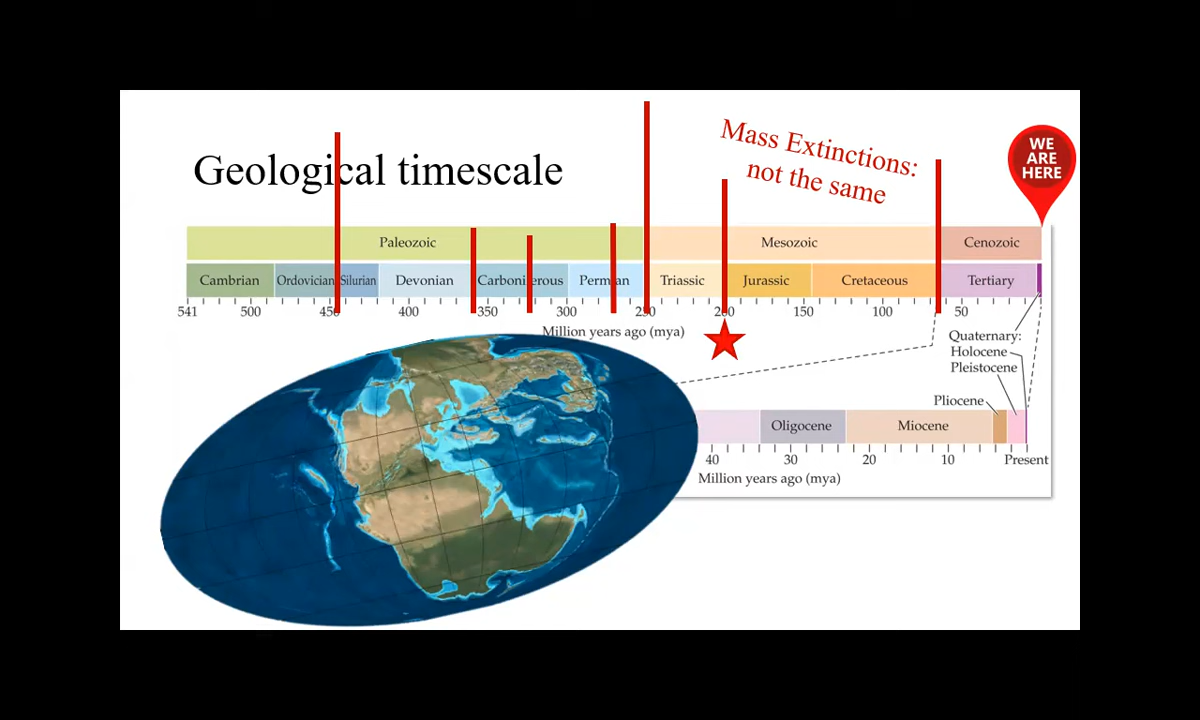 Geological timescale
Mass Extinctions:
not the same
WE
ARE
HERE
Paleozoic Mesozoic Cenozoic
Cambrian Ordovician Silurian Devonian Carboniferous Permian Triassic Jurassic Cretaceous Tertiary
541 500 450 400 350 300 250 200 150 100 50
Million years ago (mya)
Quaternary:
Holocene
Pleistocene
Pliocene
Oligocene Miocene
40 30 20 10 Present
Million years ago (mya)